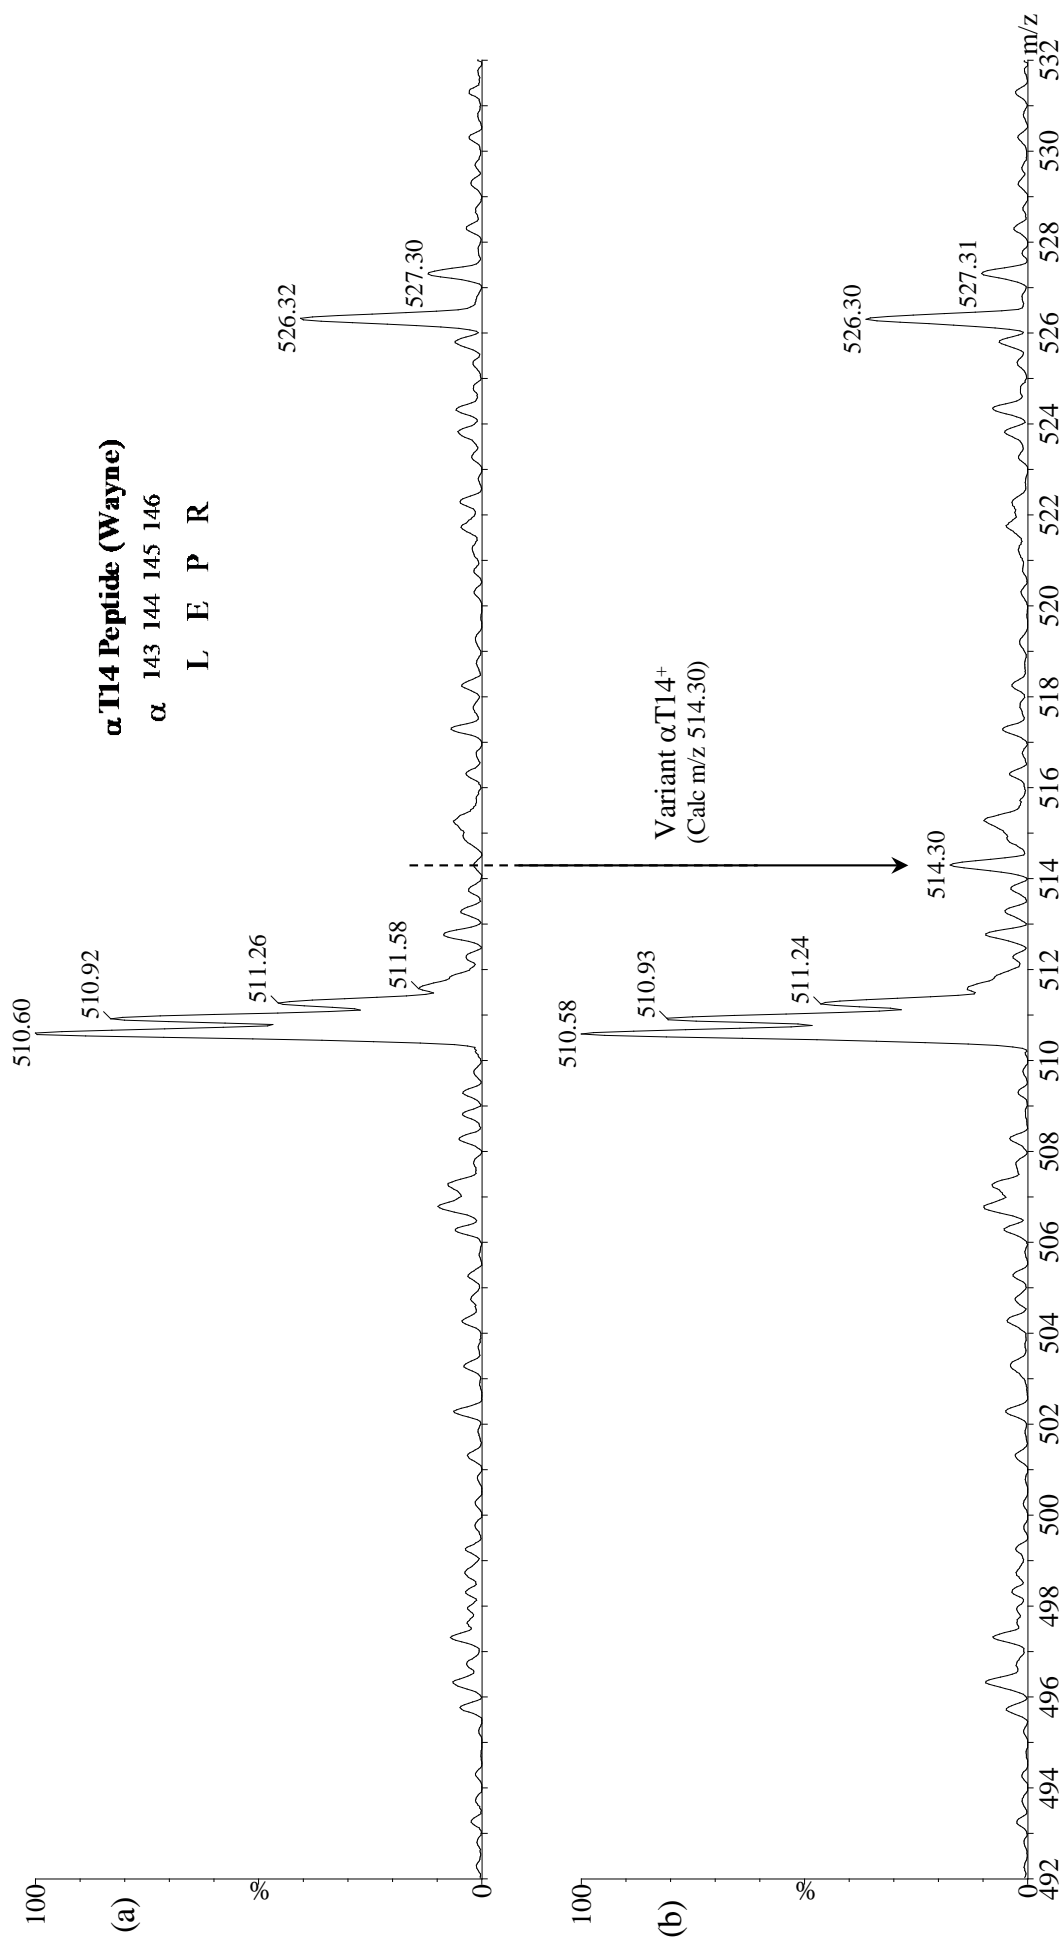 100
(a)
%
0
510.60
510.92
511.26
511.58
526.32
527.30
αT14 Peptide (Wayne)
α 143 144 145 146
L E P R
Variant αT14+
(Calc m/z 514.30)
100
(b)
%
0
510.58
510.93
511.24
514.30
526.30
527.31
492 494 496 498 500 502 504 506 508 510 512 514 516 518 520 522 524 526 528 530 532
m/z